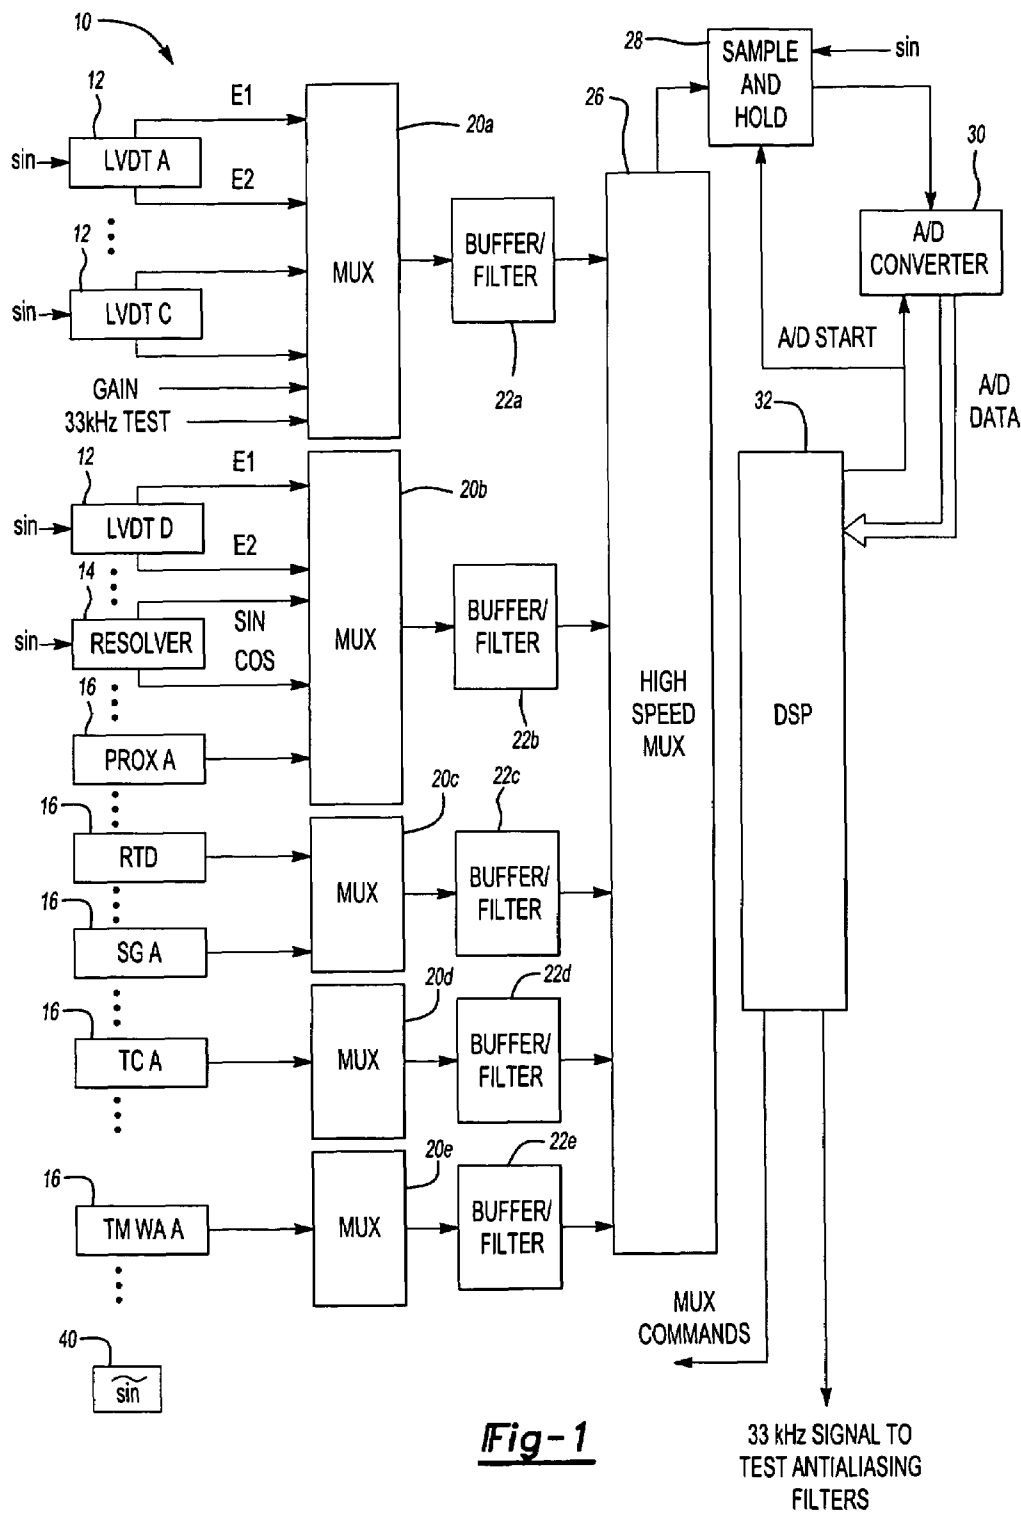 10
12
E1
sin
LVDT A
E2
12
sin
LVDT C
GAIN
33kHz TEST
MUX
20a
BUFFER/
FILTER
22a
12
E1
sin
LVDT D
E2
14
sin
RESOLVER
SIN
COS
16
PROX A
MUX
20b
BUFFER/
FILTER
22b
16
RTD
16
SG A
MUX
20c
22c
BUFFER/
FILTER
16
TC A
MUX
20d
22d
BUFFER/
FILTER
16
TM WA A
MUX
20e
22e
BUFFER/
FILTER
40
sin
26
HIGH
SPEED
MUX
28
SAMPLE
AND
HOLD
sin
30
A/D
CONVERTER
A/D START
A/D
DATA
32
DSP
MUX
COMMANDS
33 kHz SIGNAL TO
TEST ANTIALIASING
FILTERS
Fig-1